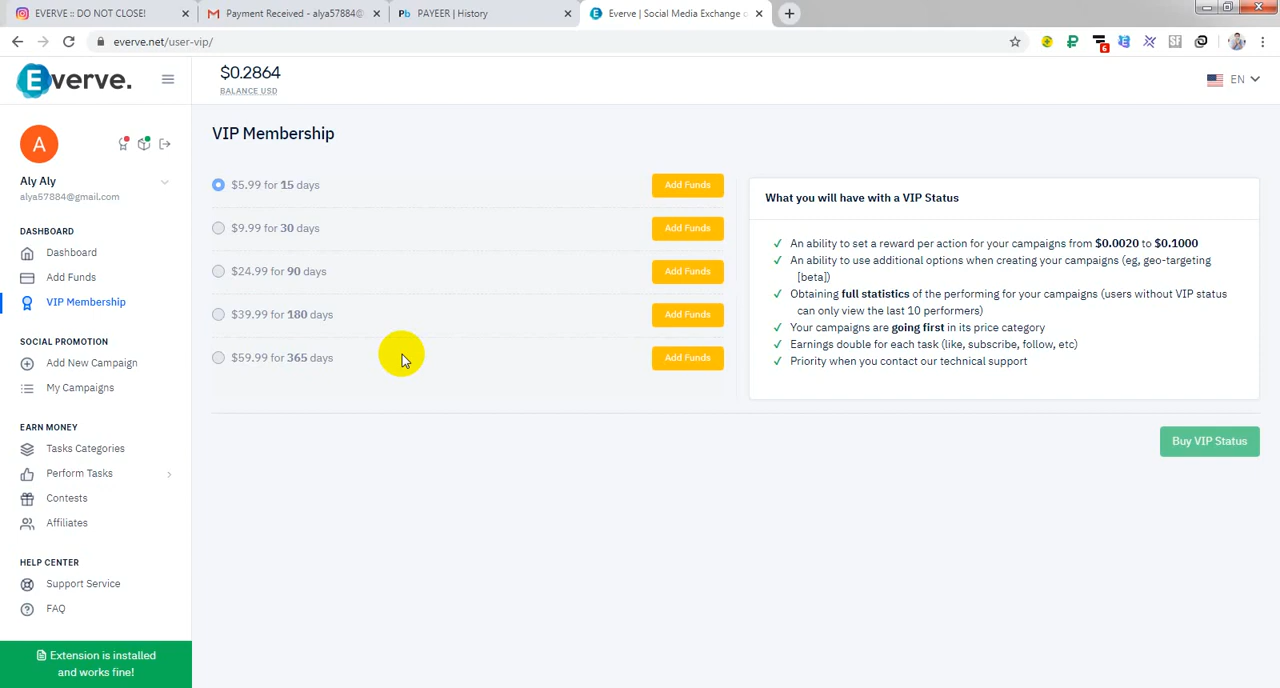 EVERVE :: DO NOT CLOSE!
Payment Received - alya57884@
PAYEER | History
Everve | Social Media Exchange o
everve.net/user-vip/
6
Everve.
$0.2864
BALANCE USD
EN
A
Aly Aly
alya57884@gmail.com
DASHBOARD
Dashboard
Add Funds
VIP Membership
SOCIAL PROMOTION
Add New Campaign
My Campaigns
EARN MONEY
Tasks Categories
Perform Tasks
Contests
Affiliates
HELP CENTER
Support Service
FAQ
Extension is installed
and works fine!
VIP Membership
$5.99 for 15 days Add Funds
$9.99 for 30 days Add Funds
$24.99 for 90 days Add Funds
$39.99 for 180 days Add Funds
$59.99 for 365 days Add Funds
What you will have with a VIP Status
An ability to set a reward per action for your campaigns from $0.0020 to $0.1000
An ability to use additional options when creating your campaigns (eg, geo-targeting
[beta])
Obtaining full statistics of the performing for your campaigns (users without VIP status
can only view the last 10 performers)
Your campaigns are going first in its price category
Earnings double for each task (like, subscribe, follow, etc)
Priority when you contact our technical support
Buy VIP Status